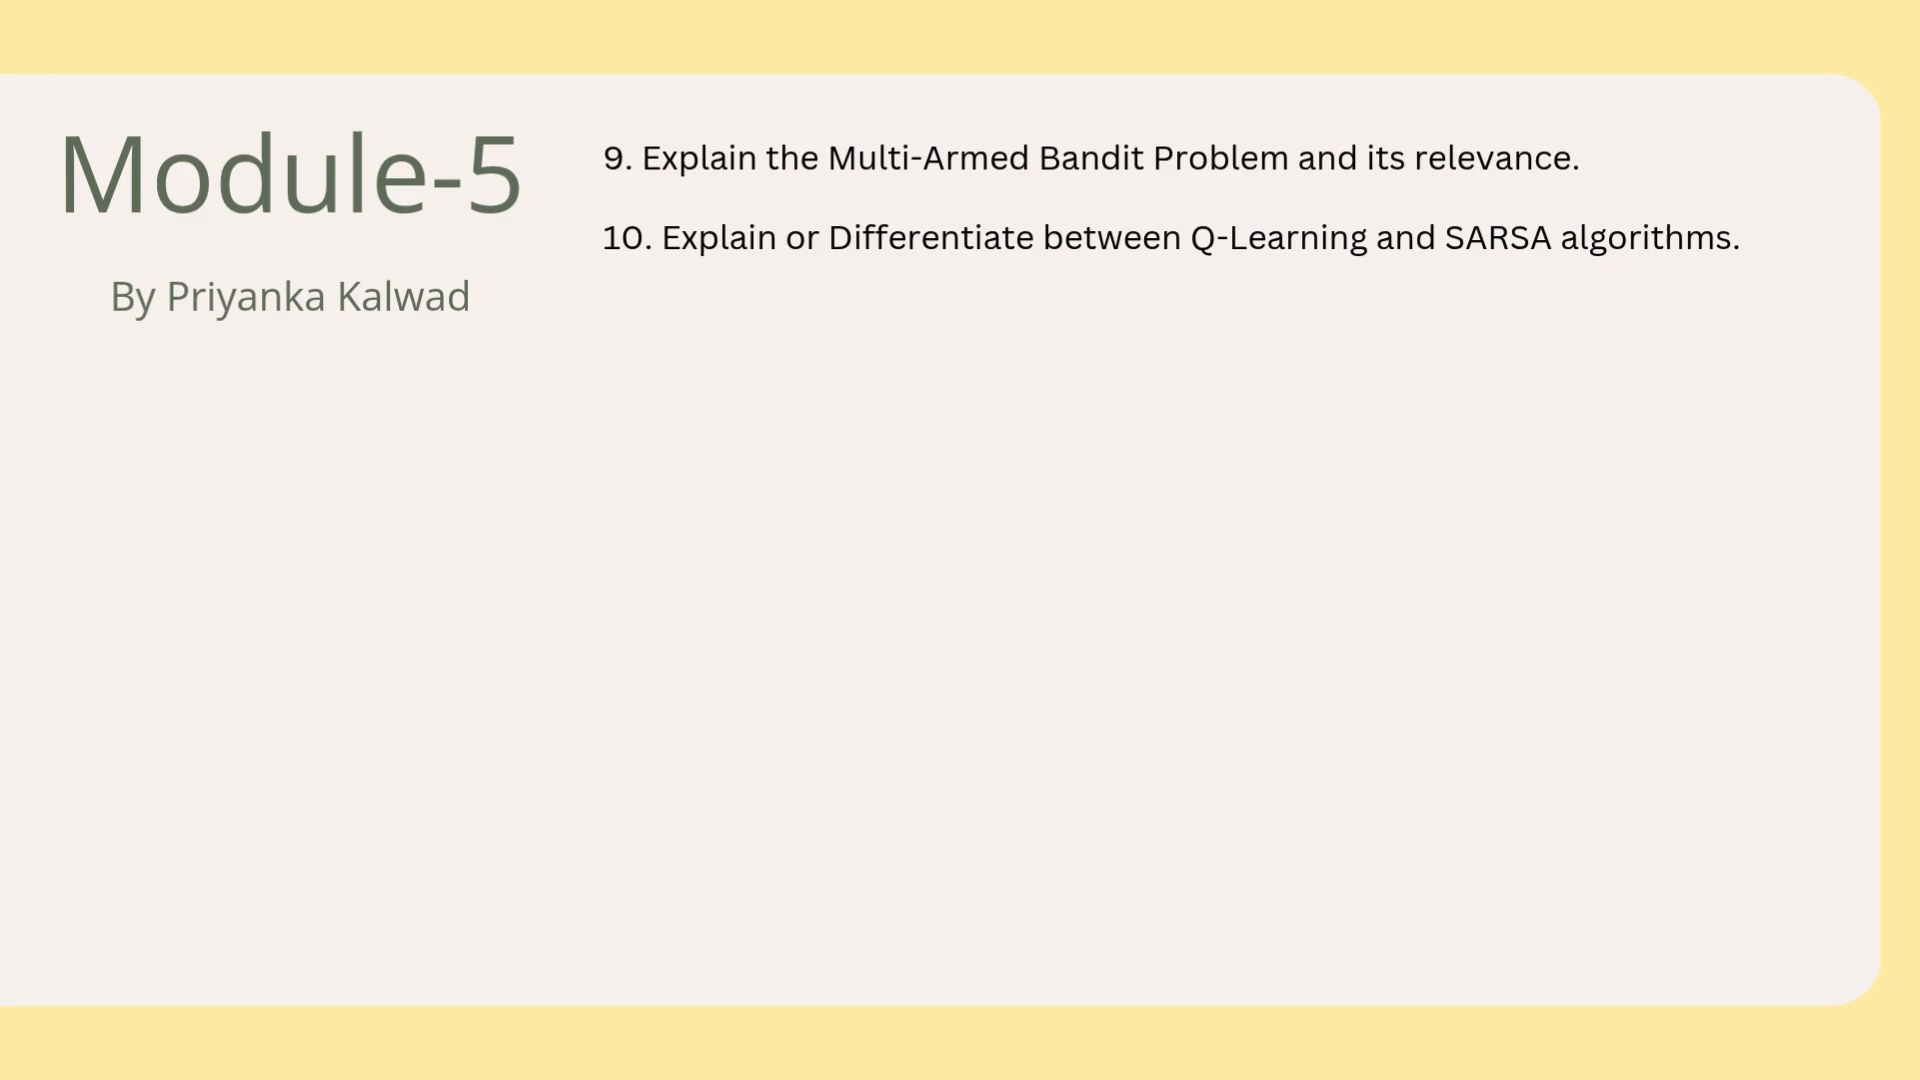 Module-5
By Priyanka Kalwad
9. Explain the Multi-Armed Bandit Problem and its relevance.
10. Explain or Differentiate between Q-Learning and SARSA algorithms.